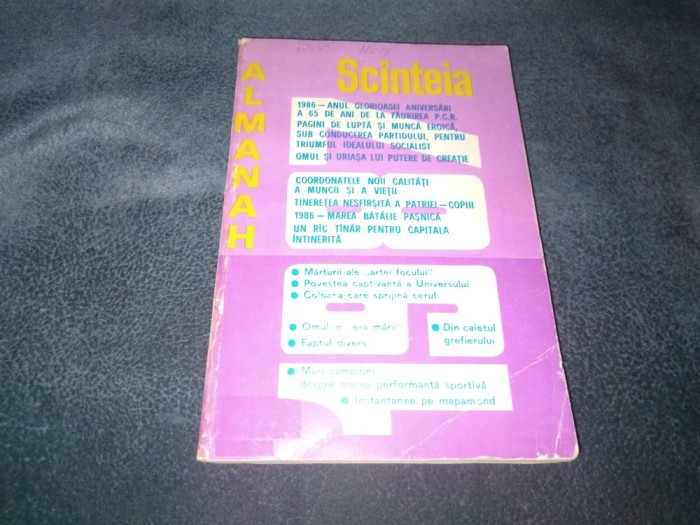 ALMANAH
Scînteia
1986 — ANUL GLORIOASEI ANIVERSĂRI
A 65 DE ANI DE LA FĂURIREA P.C.R.
PAGINI DE LUPTĂ ȘI MUNCĂ EROICĂ,
SUB CONDUCEREA PARTIDULUI, PENTRU
TRIUMFUL IDEALULUI SOCIALIST
OMUL ȘI URIAȘA LUI PUTERE DE CREAȚIE
COORDONATELE NOII CALITĂȚI
A MUNCII ȘI A VIEȚII
TINEREȚEA NESFÎRȘITĂ A PATRIEI — COPIII
1986 — MAREA BĂTĂLIE PAȘNICĂ
UN RÎU TÎNĂR PENTRU CAPITALA
ÎNTINERITĂ
● Mărturii ale „artei focului"
● Povestea captivantă a Universului
● Coloana care sprijină cerul
● Omul în „era mării"
● Din caietul
grefierului
● Faptul divers
● Mari campioni
despre marea performanță sportivă
● Instantanee pe mapamond